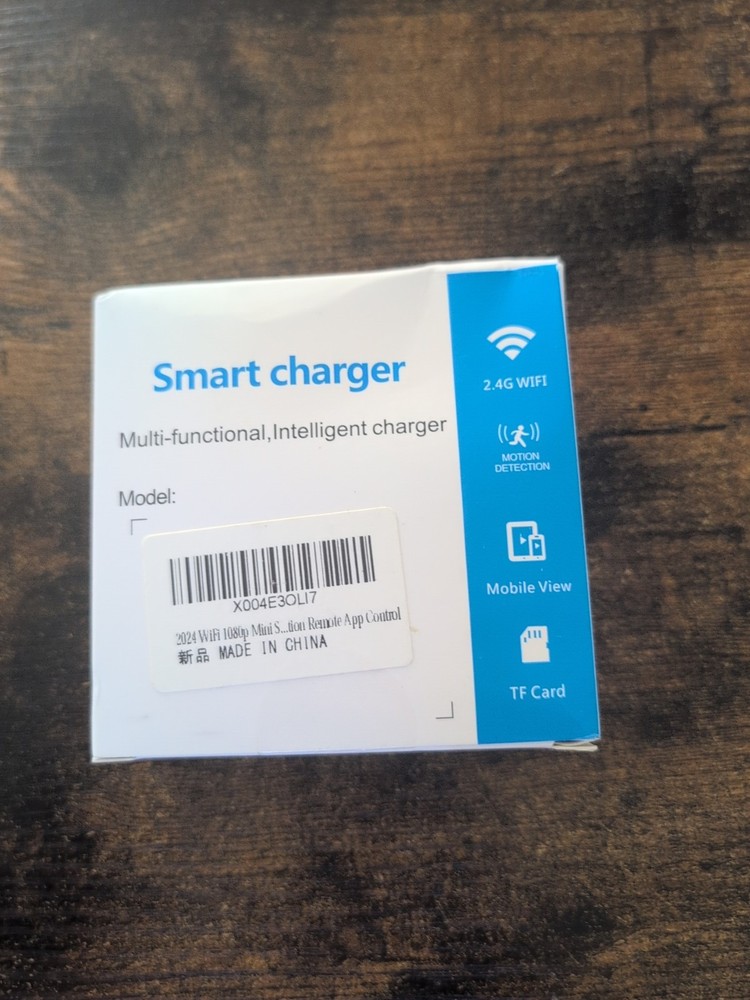 Smart charger
Multi-functional,Intelligent charger
Model:
X004E3OLI7
2024 WiFi 1080p Mini S...tion Remote App Control
新品 MADE IN CHINA
2.4G WIFI
MOTION
DETECTION
Mobile View
TF Card